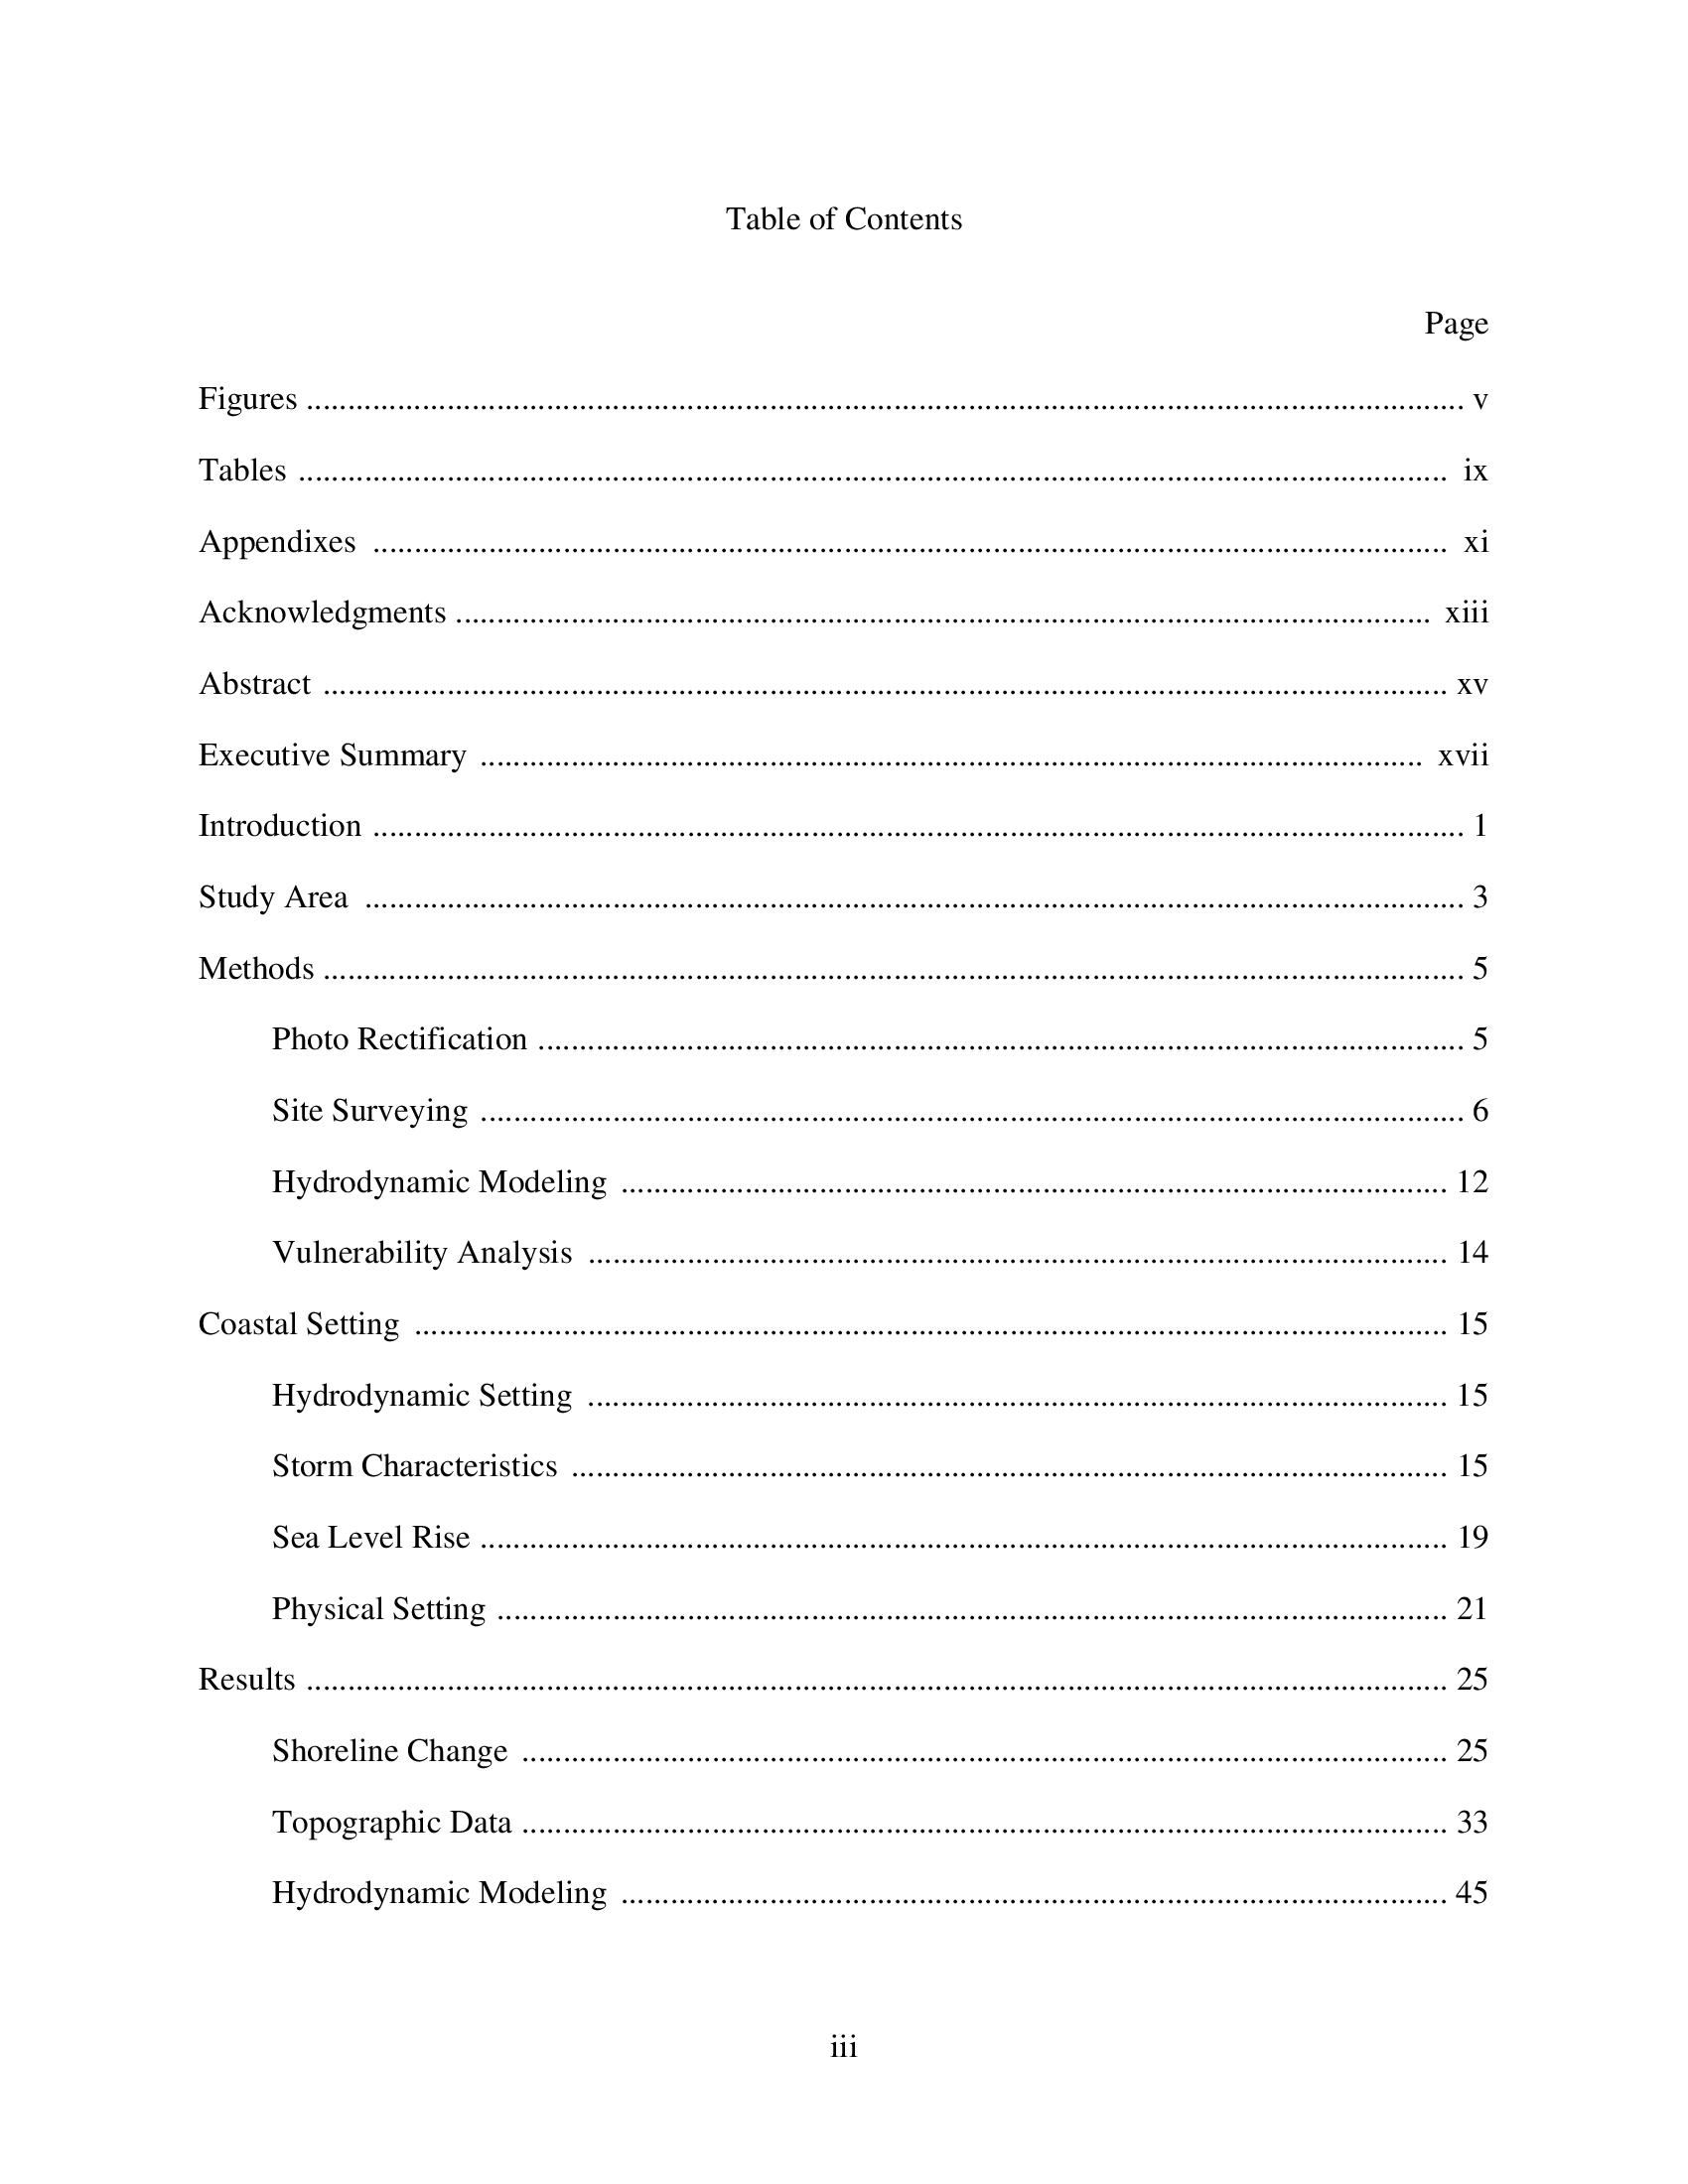 Table of Contents
Page
Figures ........................................................................ v
Tables ........................................................................ ix
Appendixes ........................................................................ xi
Acknowledgments ........................................................................ xiii
Abstract ........................................................................ xv
Executive Summary ........................................................................ xvii
Introduction ........................................................................ 1
Study Area ........................................................................ 3
Methods ........................................................................ 5
Photo Rectification ........................................................................ 5
Site Surveying ........................................................................ 6
Hydrodynamic Modeling ........................................................................ 12
Vulnerability Analysis ........................................................................ 14
Coastal Setting ........................................................................ 15
Hydrodynamic Setting ........................................................................ 15
Storm Characteristics ........................................................................ 15
Sea Level Rise ........................................................................ 19
Physical Setting ........................................................................ 21
Results ........................................................................ 25
Shoreline Change ........................................................................ 25
Topographic Data ........................................................................ 33
Hydrodynamic Modeling ........................................................................ 45
iii